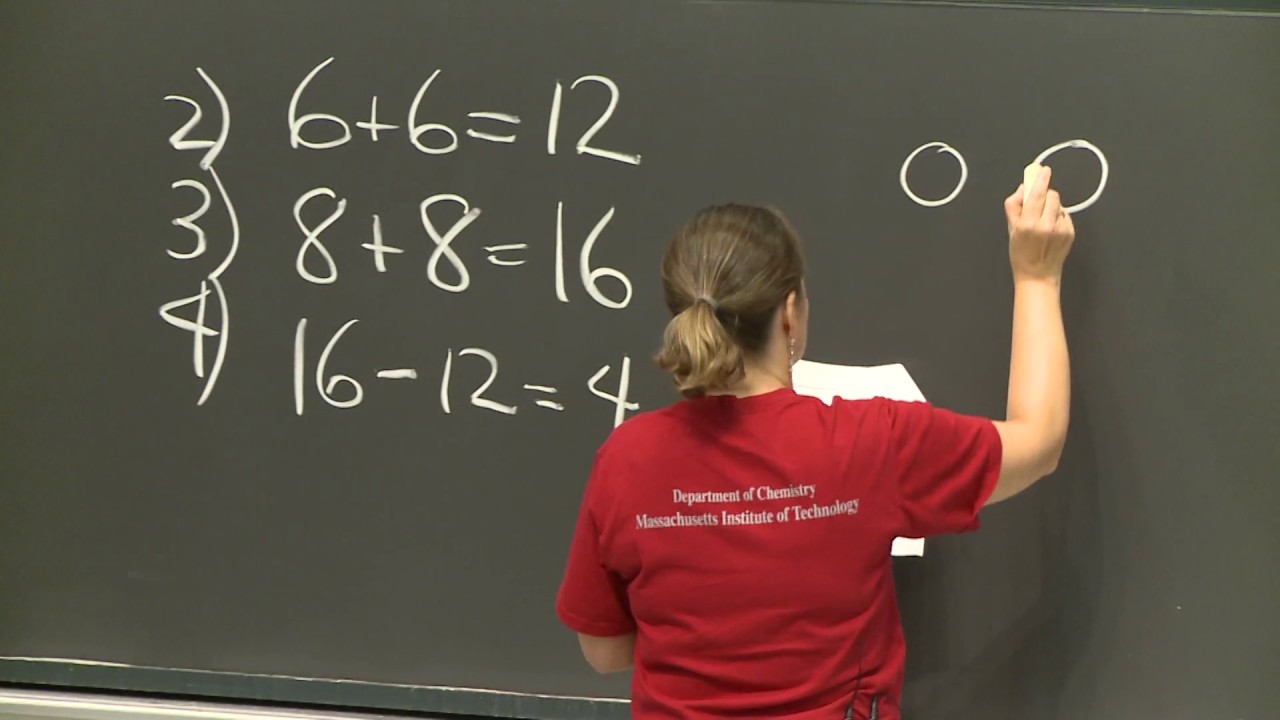 2) 6+6=12
3) 8+8=16
4) 16-12=4
Department of Chemistry
Massachusetts Institute of Technology